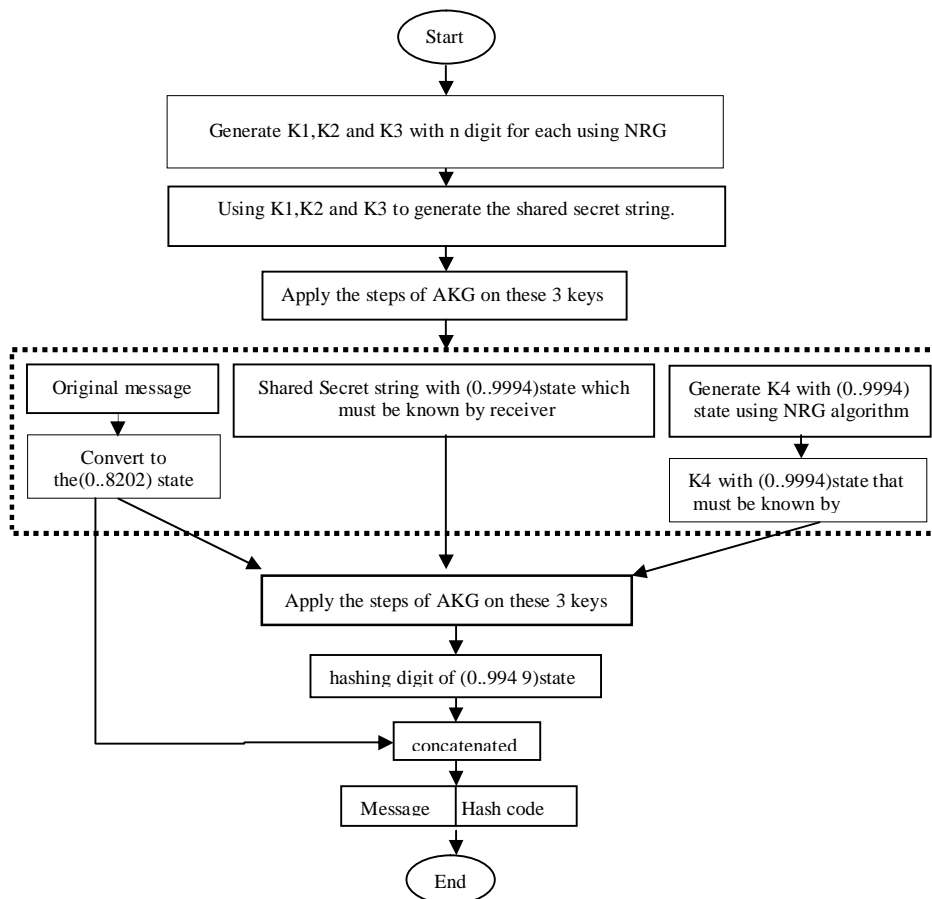 Start
Generate K1,K2 and K3 with n digit for each using NRG
Using K1,K2 and K3 to generate the shared secret string.
Apply the steps of AKG on these 3 keys
Original message
Convert to
the(0..8202) state
Shared Secret string with (0..9994)state which
must be known by receiver
Generate K4 with (0..9994)
state using NRG algorithm
K4 with (0..9994)state that
must be known by
Apply the steps of AKG on these 3 keys
hashing digit of (0..994 9)state
concatenated
Message Hash code
End